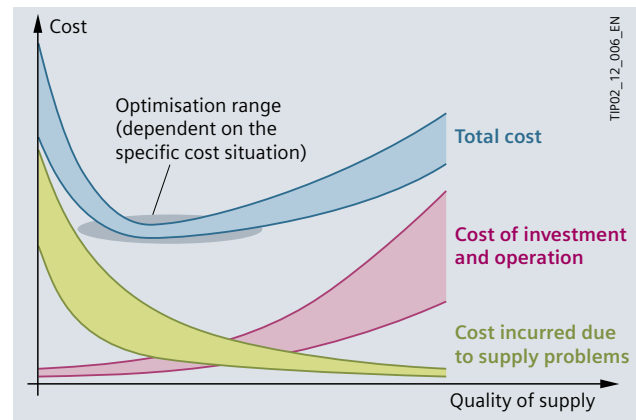 Cost
TIP02_12_006_EN
Optimisation range
(dependent on the
specific cost situation)
Total cost
Cost of investment
and operation
Cost incurred due
to supply problems
Quality of supply